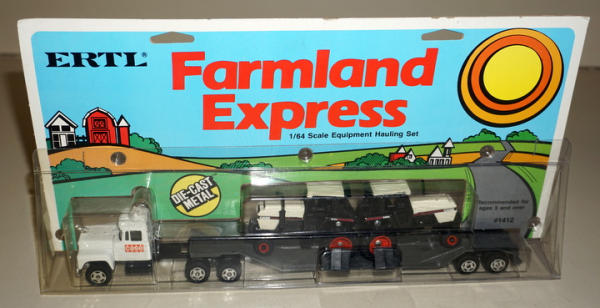 ERTL
Farmland
Express
1/64 Scale Equipment Hauling Set
DIE-CAST
METAL
Recommended for
ages 3 and over
#1412